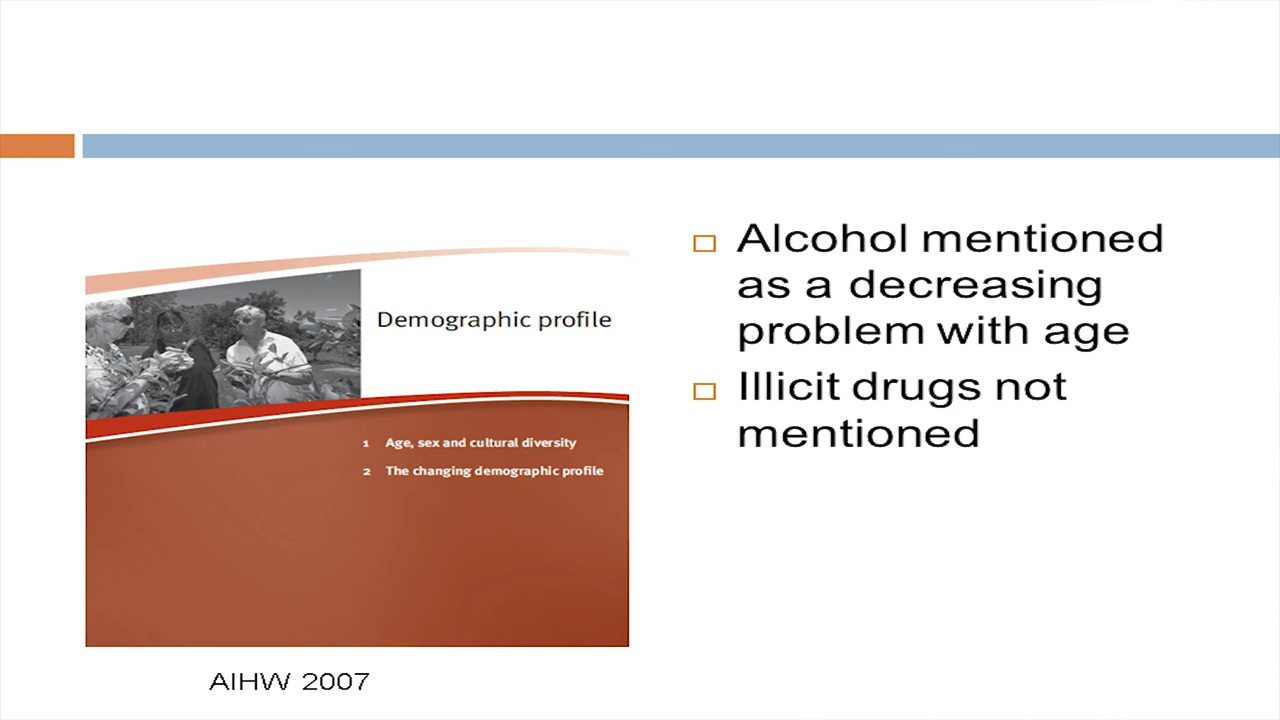 Demographic profile
1 Age, sex and cultural diversity
2 The changing demographic profile
AIHW 2007
Alcohol mentioned
as a decreasing
problem with age
Illicit drugs not
mentioned